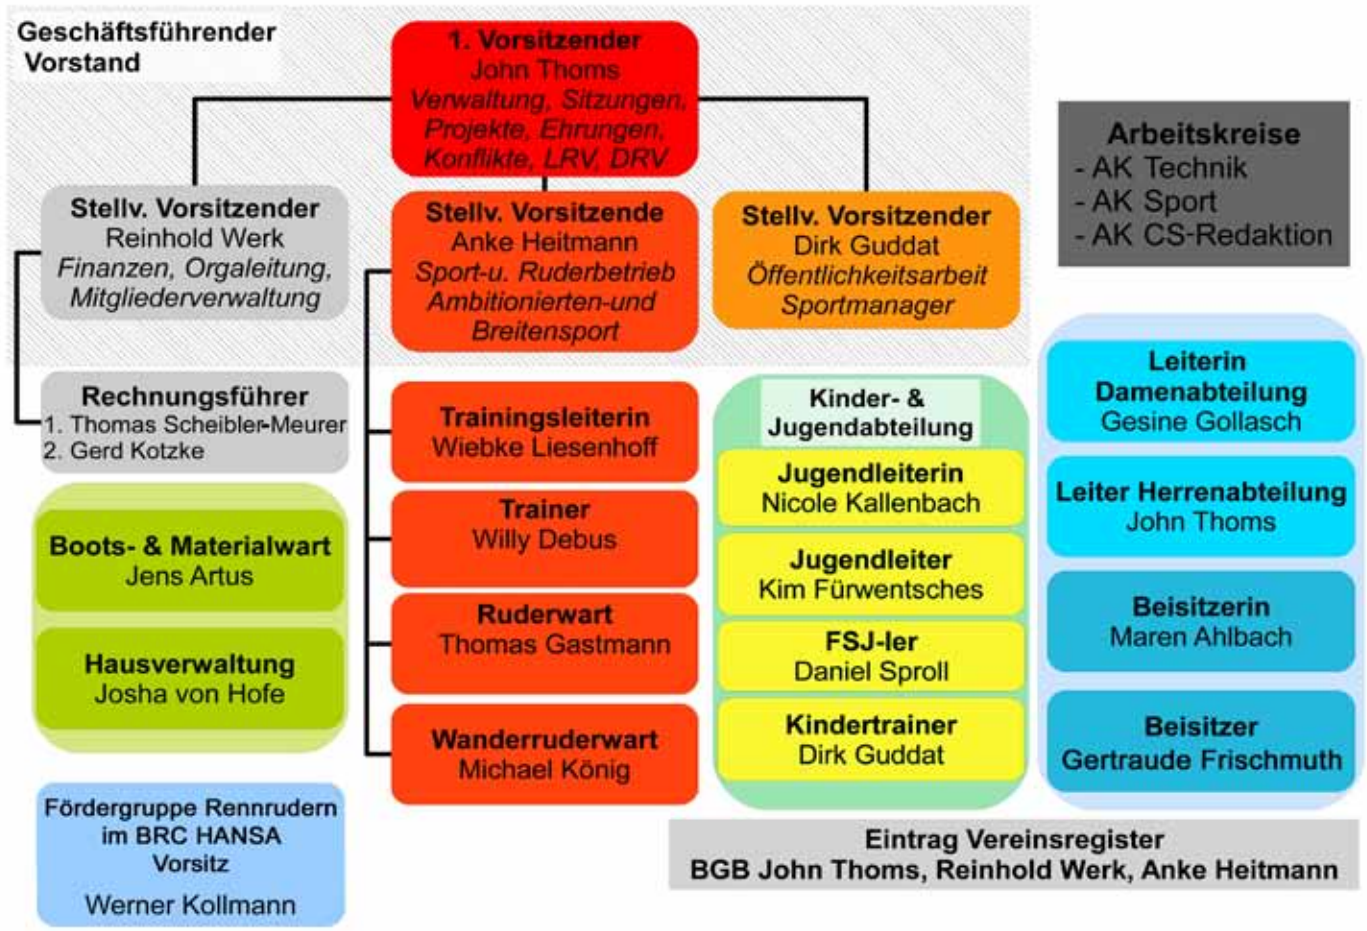 Geschäftsführender
Vorstand
1. Vorsitzender
John Thoms
Verwaltung, Sitzungen,
Projekte, Ehrungen,
Konflikte, LRV, DRV
Stellv. Vorsitzender
Reinhold Werk
Finanzen, Orgaleitung,
Mitgliederverwaltung
Stellv. Vorsitzende
Anke Heitmann
Sport-u. Ruderbetrieb
Ambitionierten-und
Breitensport
Stellv. Vorsitzender
Dirk Guddat
Öffentlichkeitsarbeit
Sportmanager
Arbeitskreise
- AK Technik
- AK Sport
- AK CS-Redaktion
Rechnungsführer
1. Thomas Scheibler-Meurer
2. Gerd Kotzke
Boots- & Materialwart
Jens Artus
Hausverwaltung
Josha von Hofe
Fördergruppe Rennrudern
im BRC HANSA
Vorsitz
Werner Kollmann
Trainingsleiterin
Wiebke Liesenhoff
Trainer
Willy Debus
Ruderwart
Thomas Gastmann
Wanderruderwart
Michael König
Kinder- &
Jugendabteilung
Jugendleiterin
Nicole Kallenbach
Jugendleiter
Kim Fürwentsches
FSJ-ler
Daniel Sproll
Kindertrainer
Dirk Guddat
Leiterin
Damenabteilung
Gesine Gollasch
Leiter Herrenabteilung
John Thoms
Beisitzerin
Maren Ahlbach
Beisitzer
Gertraude Frischmuth
Eintrag Vereinsregister
BGB John Thoms, Reinhold Werk, Anke Heitmann